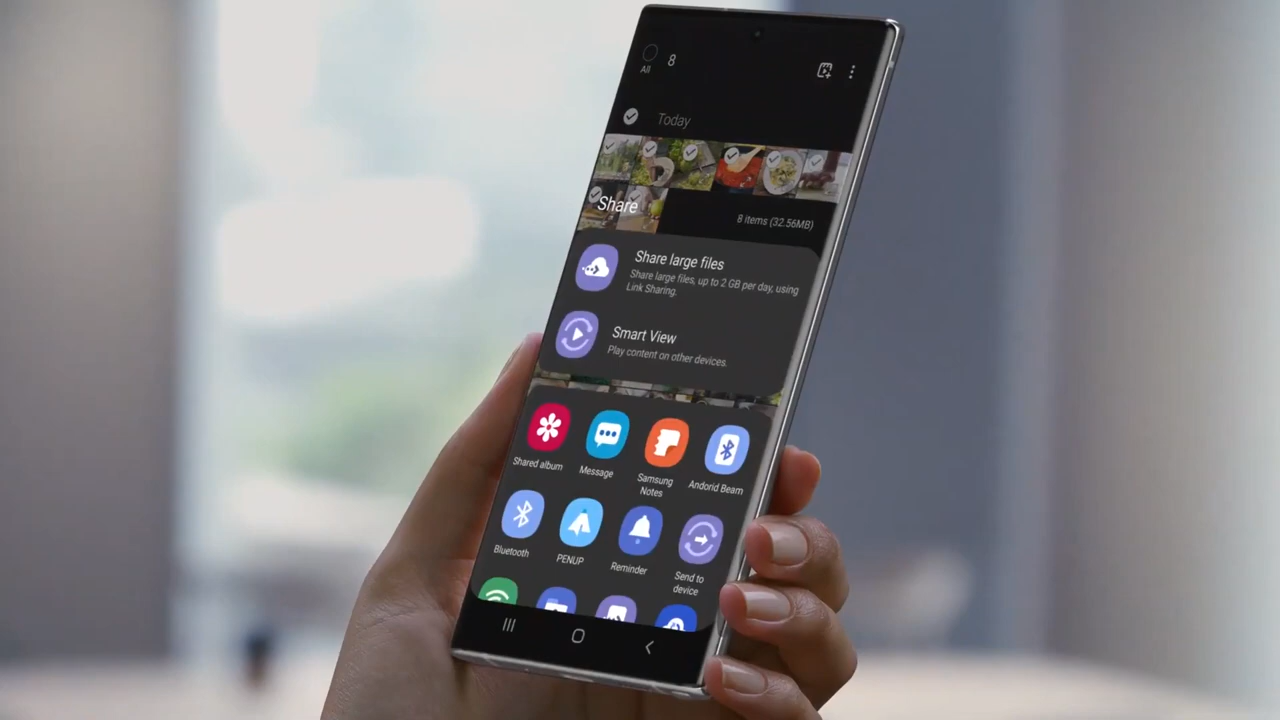 8
All
Today
Share
8 items (32.56MB)
Share large files
Share large files, up to 2 GB per day, using
Link Sharing.
Smart View
Play content on other devices.
Shared album
Message
Samsung
Notes
Andorid Beam
Bluetooth
PENUP
Reminder
Send to
device